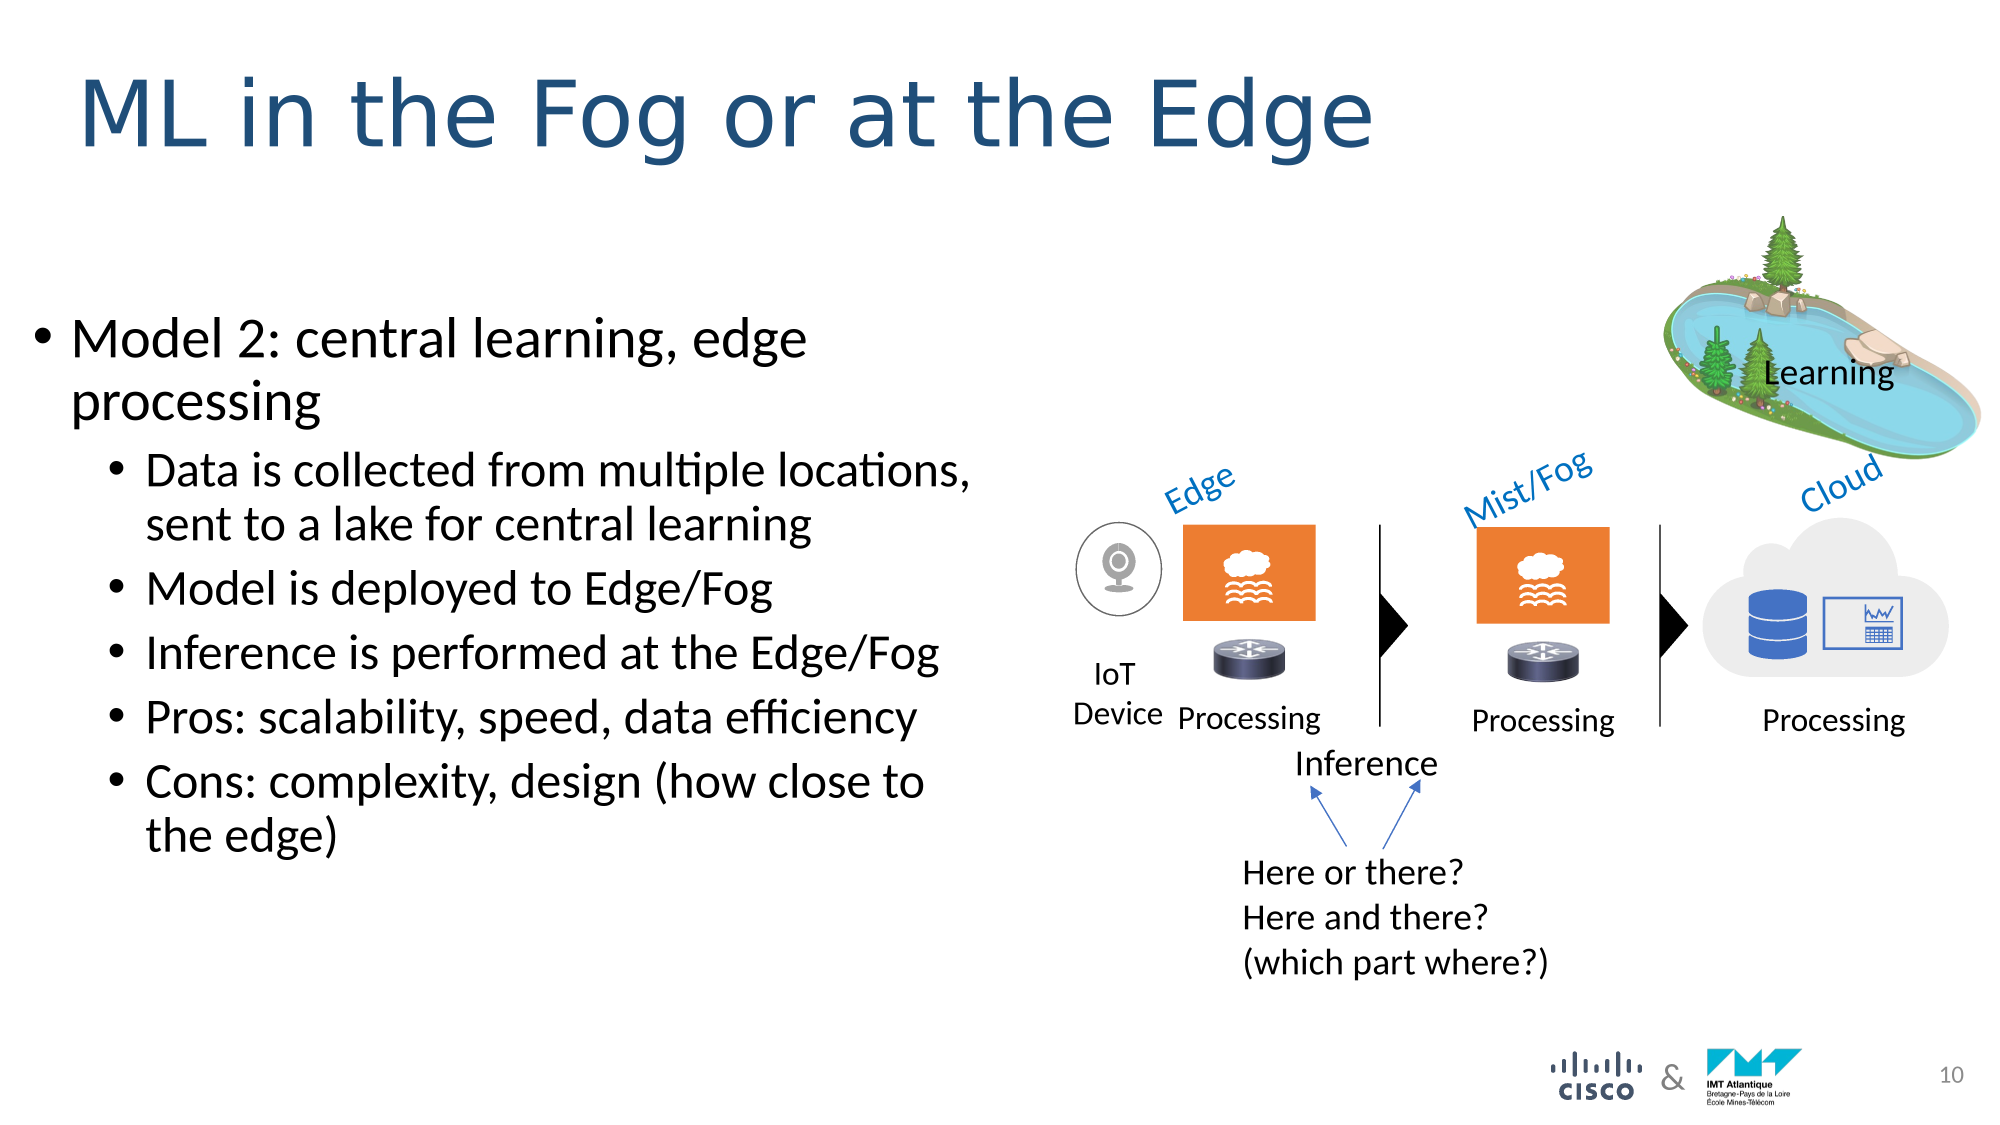 ML in the Fog or at the Edge
• Model 2: central learning, edge
processing
• Data is collected from multiple locations,
sent to a lake for central learning
• Model is deployed to Edge/Fog
• Inference is performed at the Edge/Fog
• Pros: scalability, speed, data efficiency
• Cons: complexity, design (how close to
the edge)
Learning
Edge
Mist/Fog
Cloud
IoT
Device
Processing
Processing
Processing
Inference
Here or there?
Here and there?
(which part where?)
CISCO
&
IMT Atlantique
Bretagne-Pays de la Loire
École Mines-Télécom
10